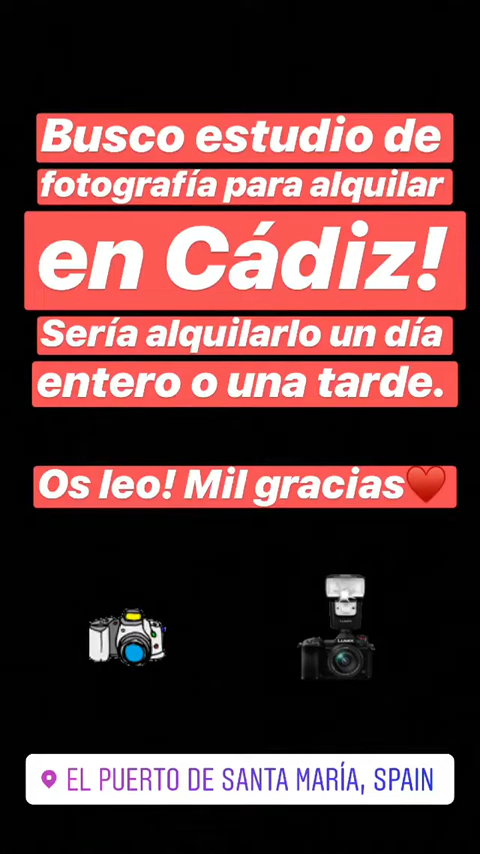 Busco estudio de
fotografía para alquilar
en Cádiz!
Sería alquilarlo un día
entero o una tarde.
Os leo! Mil gracias♥️
LUMIX
EL PUERTO DE SANTA MARÍA, SPAIN